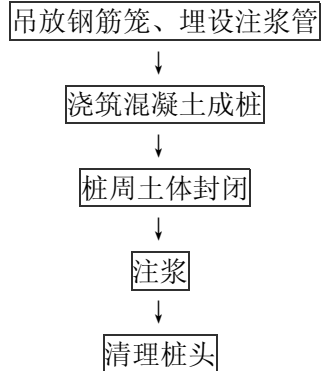 吊放钢筋笼、埋设注浆管
浇筑混凝土成桩
桩周土体封闭
注浆
清理桩头